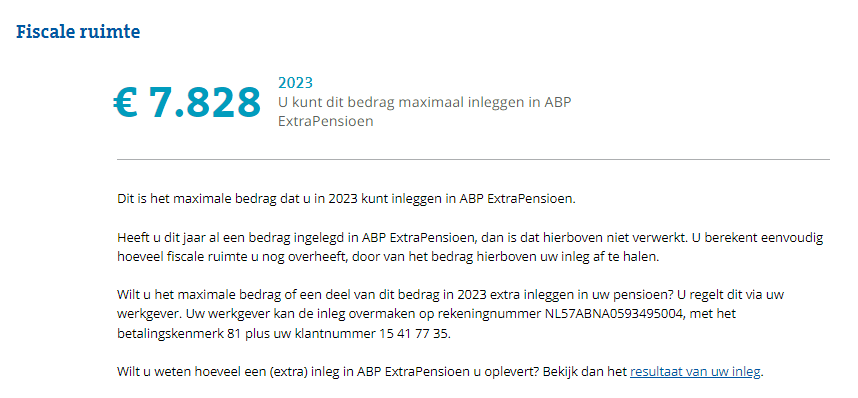 Fiscale ruimte
€ 7.828
2023
U kunt dit bedrag maximaal inleggen in ABP
ExtraPensioen
Dit is het maximale bedrag dat u in 2023 kunt inleggen in ABP ExtraPensioen.
Heeft u dit jaar al een bedrag ingelegd in ABP ExtraPensioen, dan is dat hierboven niet verwerkt. U berekent eenvoudig
hoeveel fiscale ruimte u nog overheeft, door van het bedrag hierboven uw inleg af te halen.
Wilt u het maximale bedrag of een deel van dit bedrag in 2023 extra inleggen in uw pensioen? U regelt dit via uw
werkgever. Uw werkgever kan de inleg overmaken op rekeningnummer NL57ABNA0593495004, met het
betalingskenmerk 81 plus uw klantnummer 15 41 77 35.
Wilt u weten hoeveel een (extra) inleg in ABP ExtraPensioen u oplevert? Bekijk dan het resultaat van uw inleg.